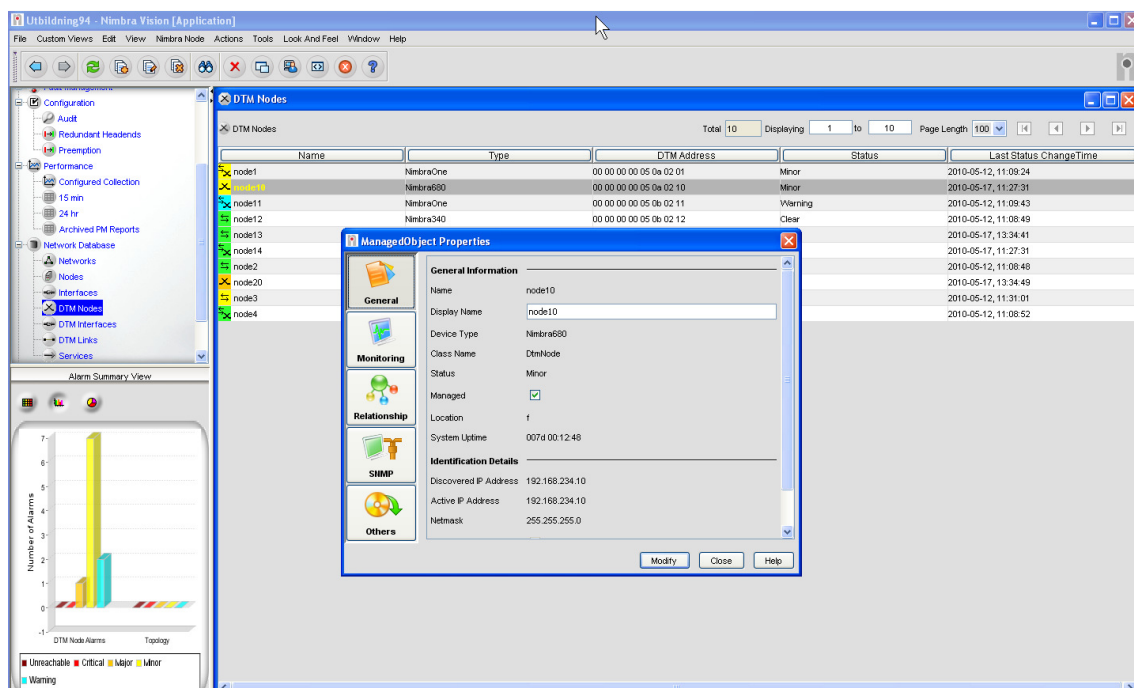 Utbildning94 - Nimbra Vision [Application]
File Custom Views Edit View Nimbra Node Actions Tools Look And Feel Window Help
Configuration
Audit
Redundant Headends
Preemption
Performance
Configured Collection
15 min
24 hr
Archived PM Reports
Network Database
Networks
Nodes
Interfaces
DTM Nodes
DTM Interfaces
DTM Links
Services
Alarm Summary View
Number of Alarms
7
6
5
4
3
2
1
0
-1
DTM Node Alarms Topology
Unreachable Critical Major Minor
Warning
DTM Nodes
DTM Nodes Total 10 Displaying 1 to 10 Page Length 100
Name Type DTM Address Status Last Status ChangeTime
node1 NimbraOne 00 00 00 00 05 0a 02 01 Minor 2010-05-12, 11:09:24
node10 Nimbra680 00 00 00 00 05 0a 02 10 Minor 2010-05-17, 11:27:31
node11 NimbraOne 00 00 00 00 05 0b 02 11 Warning 2010-05-12, 11:09:43
node12 Nimbra340 00 00 00 00 05 0b 02 12 Clear 2010-05-12, 11:08:49
node13 2010-05-17, 13:34:41
node14 2010-05-17, 11:27:31
node2 2010-05-12, 11:08:48
node20 2010-05-17, 13:34:49
node3 2010-05-12, 11:31:01
node4 2010-05-12, 11:08:52
ManagedObject Properties
General
Monitoring
Relationship
SNMP
Others
General Information
Name node10
Display Name node10
Device Type Nimbra680
Class Name DtmNode
Status Minor
Managed
Location f
System Uptime 007d 00:12:48
Identification Details
Discovered IP Address 192.168.234.10
Active IP Address 192.168.234.10
Netmask 255.255.255.0
Modify Close Help